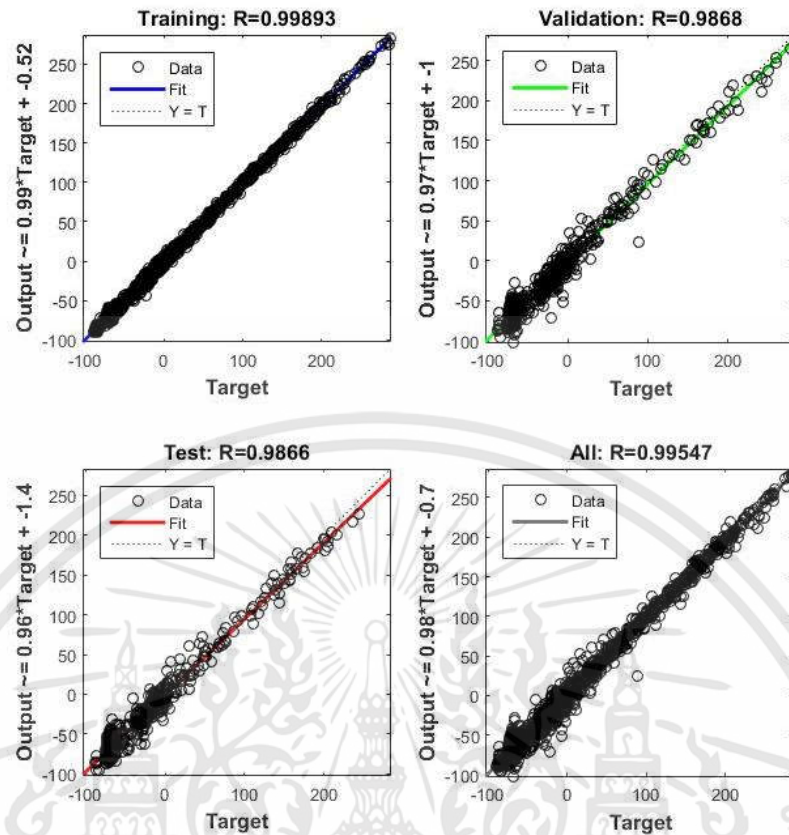 Training: R=0.99893
Output ~= 0.99*Target + -0.52
250
200
150
100
50
0
-50
-100
Data
Fit
Y = T
-100
0
100
200
Target
Validation: R=0.9868
Output ~= 0.97*Target + -1
250
200
150
100
50
0
-50
-100
Data
Fit
Y = T
-100
0
100
200
Target
Test: R=0.9866
Output ~= 0.96*Target + -1.4
250
200
150
100
50
0
-50
-100
Data
Fit
Y = T
-100
0
100
200
Target
All: R=0.99547
Output ~= 0.98*Target + -0.7
250
200
150
100
50
0
-50
-100
Data
Fit
Y = T
-100
0
100
200
Target